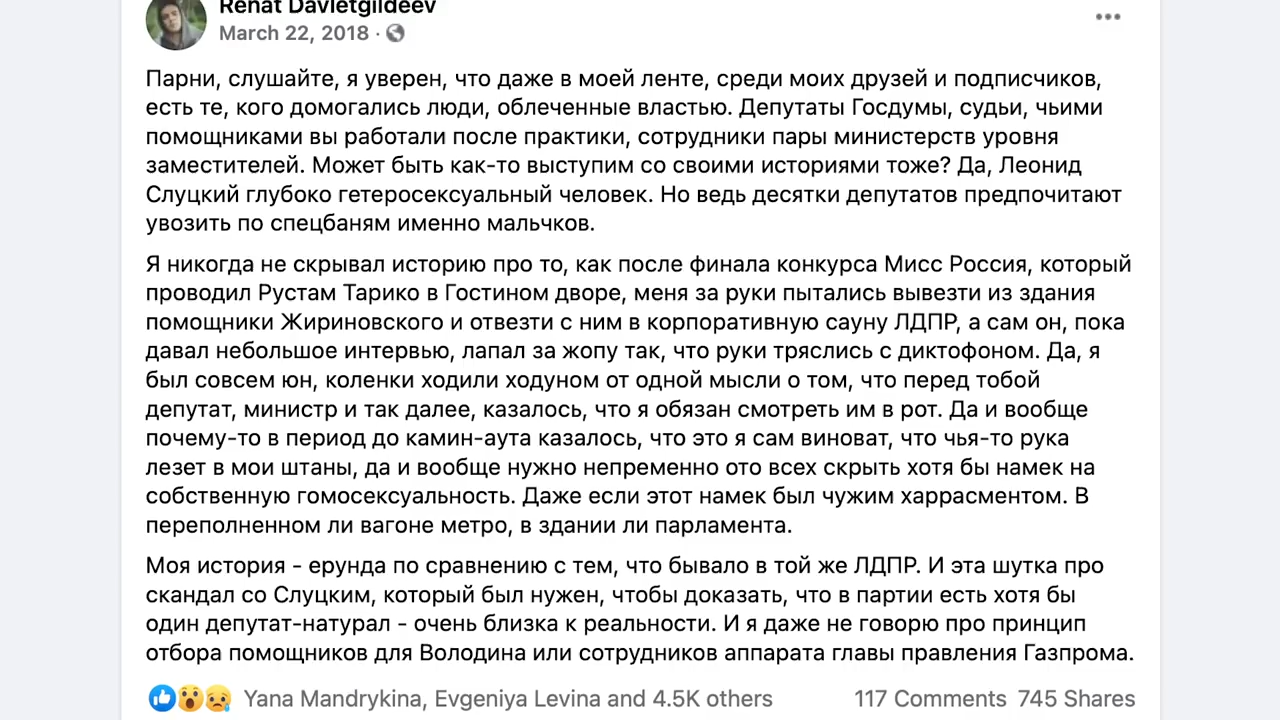 Renat Davletgildeev
March 22, 2018 ·
Парни, слушайте, я уверен, что даже в моей ленте, среди моих друзей и подписчиков,
есть те, кого домогались люди, облеченные властью. Депутаты Госдумы, судьи, чьими
помощниками вы работали после практики, сотрудники пары министерств уровня
заместителей. Может быть как-то выступим со своими историями тоже? Да, Леонид
Слуцкий глубоко гетеросексуальный человек. Но ведь десятки депутатов предпочитают
увозить по спецбаням именно мальчков.
Я никогда не скрывал историю про то, как после финала конкурса Мисс Россия, который
проводил Рустам Тарико в Гостином дворе, меня за руки пытались вывезти из здания
помощники Жириновского и отвезти с ним в корпоративную сауну ЛДПР, а сам он, пока
давал небольшое интервью, лапал за жопу так, что руки тряслись с диктофоном. Да, я
был совсем юн, коленки ходили ходуном от одной мысли о том, что перед тобой
депутат, министр и так далее, казалось, что я обязан смотреть им в рот. Да и вообще
почему-то в период до камин-аута казалось, что это я сам виноват, что чья-то рука
лезет в мои штаны, да и вообще нужно непременно ото всех скрыть хотя бы намек на
собственную гомосексуальность. Даже если этот намек был чужим харрасментом. В
переполненном ли вагоне метро, в здании ли парламента.
Моя история - ерунда по сравнению с тем, что бывало в той же ЛДПР. И эта шутка про
скандал со Слуцким, который был нужен, чтобы доказать, что в партии есть хотя бы
один депутат-натурал - очень близка к реальности. И я даже не говорю про принцип
отбора помощников для Володина или сотрудников аппарата главы правления Газпрома.
Yana Mandrykina, Evgeniya Levina and 4.5K others 117 Comments 745 Shares